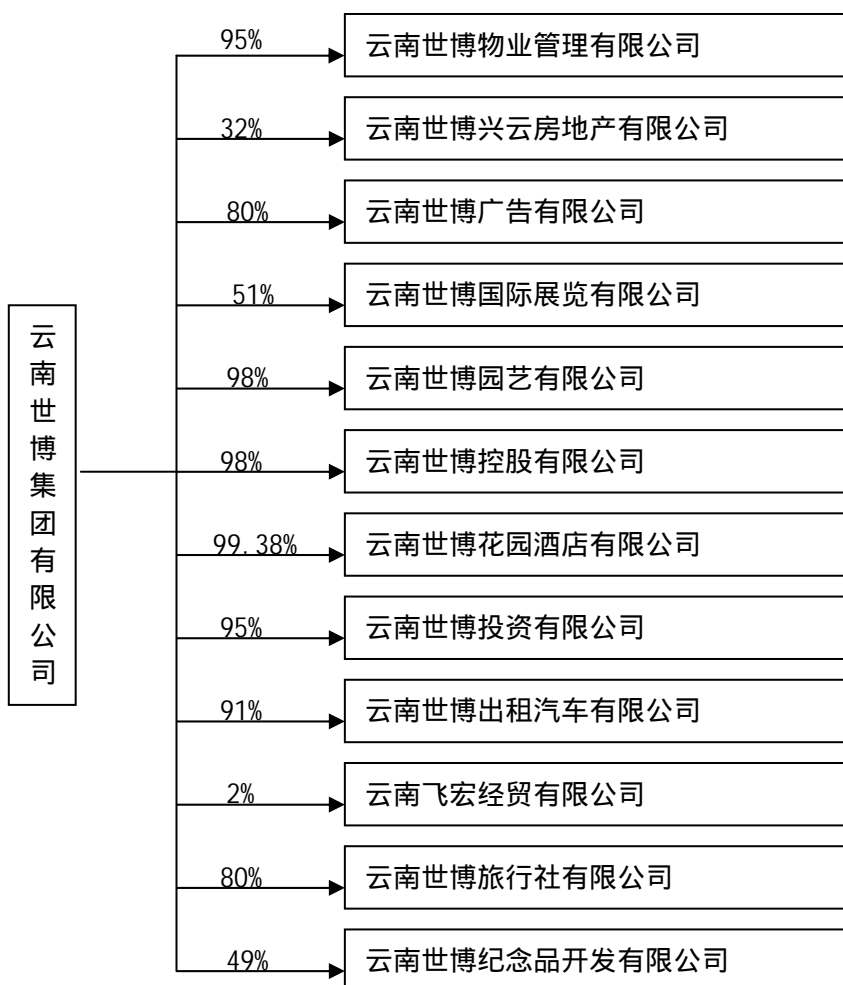 95%
云南世博物业管理有限公司
32%
云南世博兴云房地产有限公司
80%
云南世博广告有限公司
51%
云南世博国际展览有限公司
98%
云南世博园艺有限公司
云南世博集团有限公司
98%
云南世博控股有限公司
99.38%
云南世博花园酒店有限公司
95%
云南世博投资有限公司
91%
云南世博出租汽车有限公司
2%
云南飞宏经贸有限公司
80%
云南世博旅行社有限公司
49%
云南世博纪念品开发有限公司